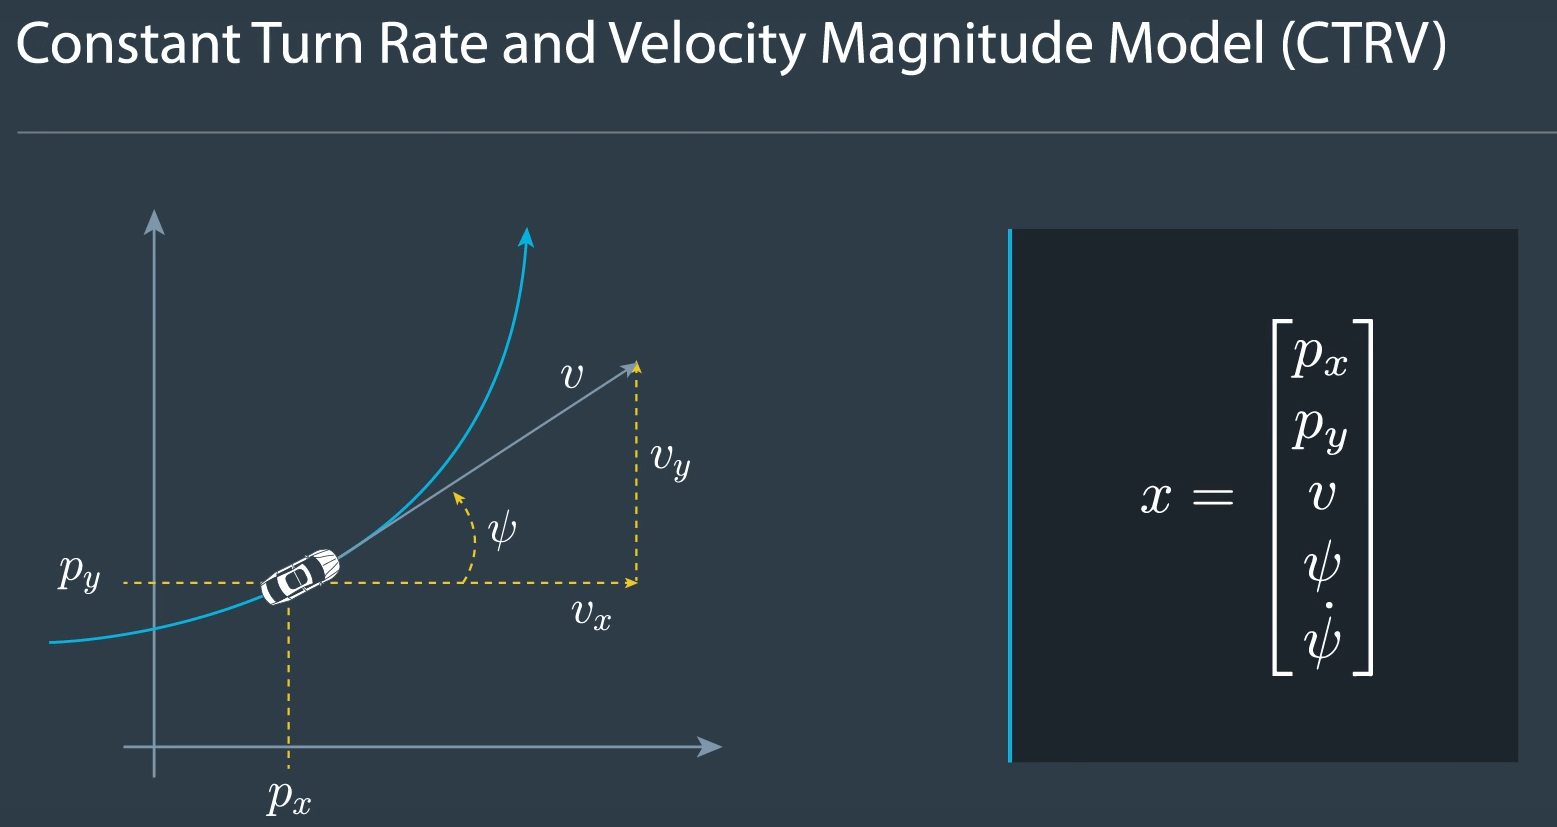 Constant Turn Rate and Velocity Magnitude Model (CTRV)
v
v_y
ψ
p_y
v_x
p_x
x = [p_x
p_y
v
ψ
ψ̇]